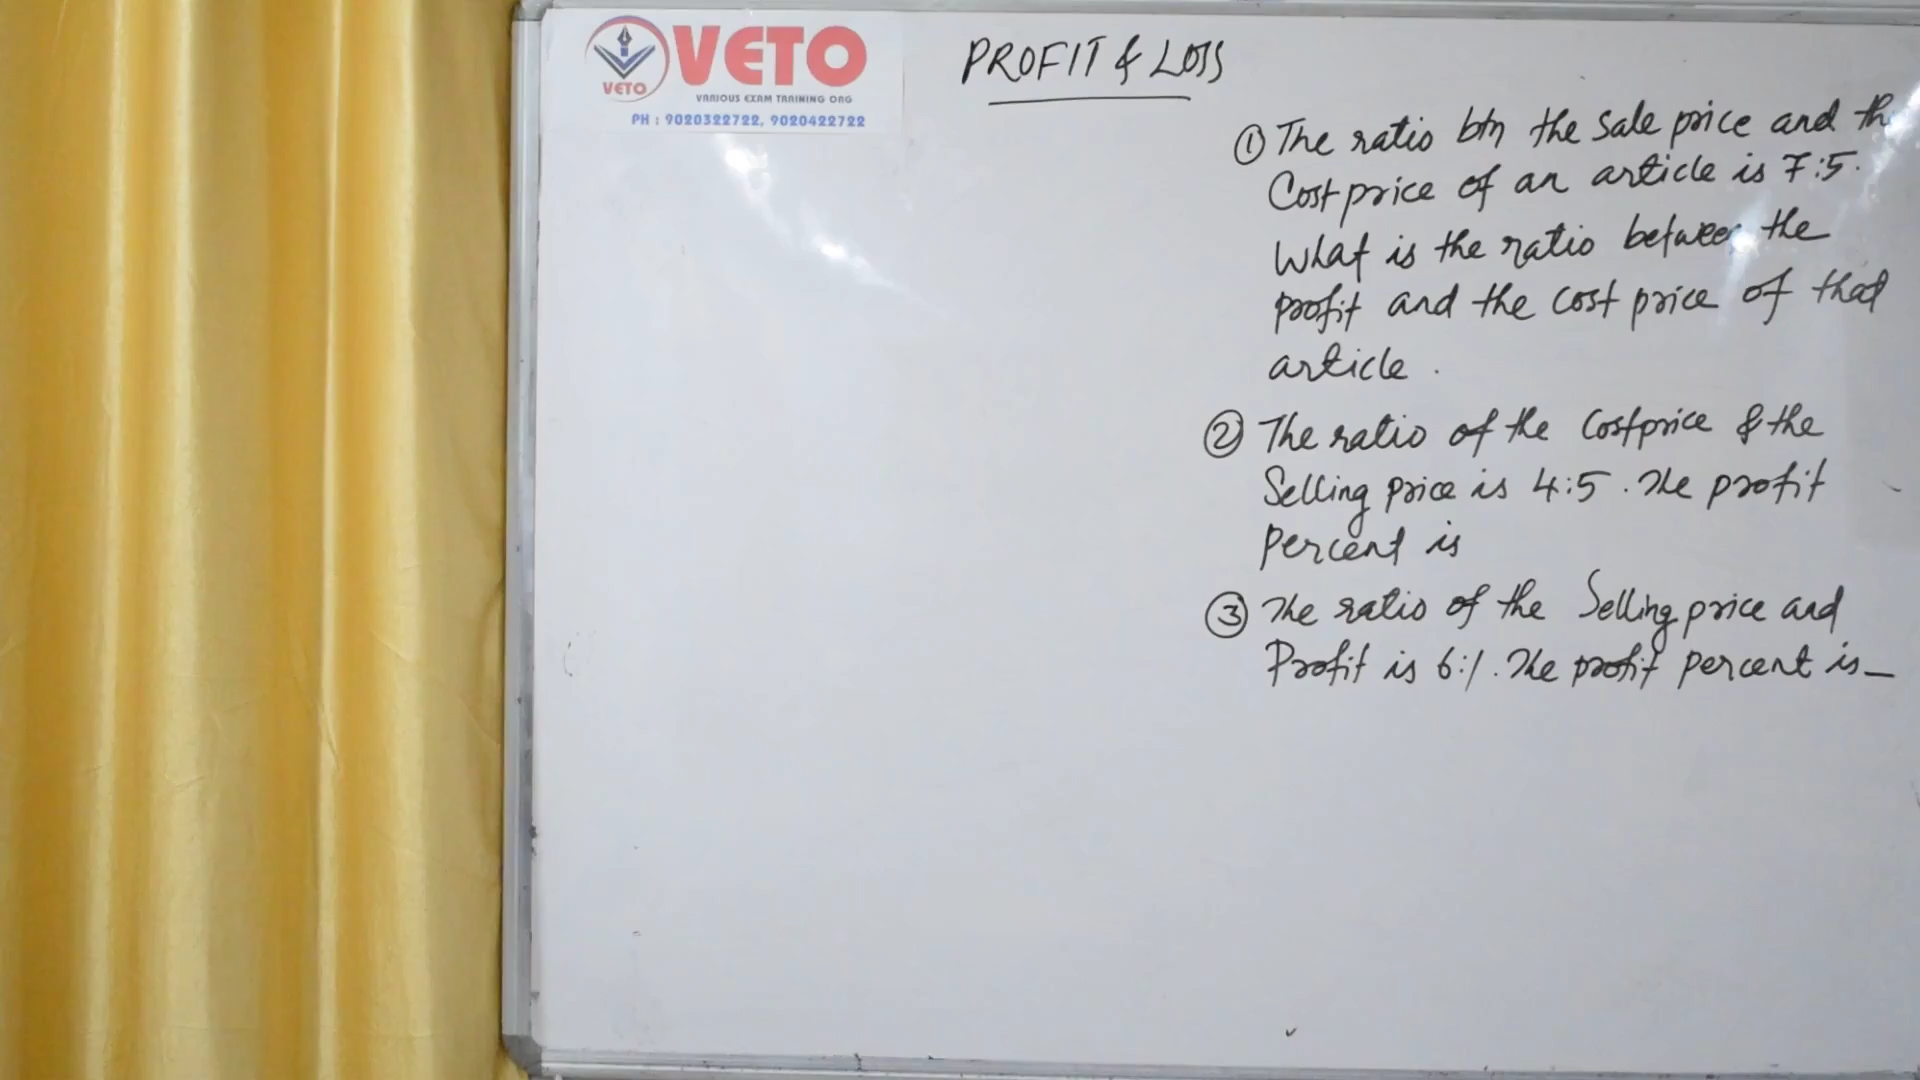 VETO
VETO
VARIOUS EXAM TRAINING ORG
PH : 9020322722, 9020422722
PROFIT & LOSS
① The ratio btn the sale price and th
Cost price of an article is 7:5.
What is the ratio between the
profit and the cost price of that
article .
② The ratio of the Costprice & the
Selling price is 4:5 . The profit
Percent is
③ The ratio of the Selling price and
Profit is 6:1 . The profit percent is _